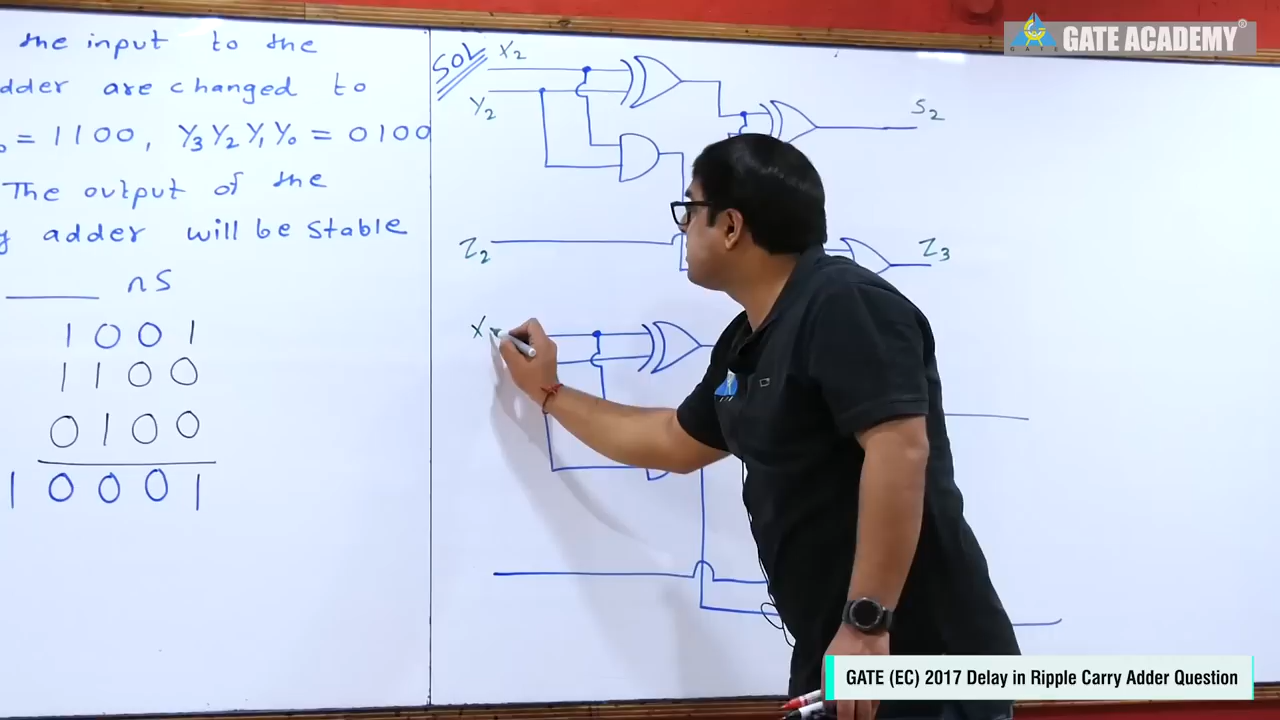 the input to the
dder are changed to
0 = 1100, Y3 Y2 Y1 Y0 = 0100
The output of the
y adder will be stable
nS
1 0 0 1
1 1 0 0
0 1 0 0
1 0 0 0 1
SOL
X2
Y2
S2
Z2
Z3
X
GATE ACADEMY®
GATE
GATE (EC) 2017 Delay in Ripple Carry Adder Question